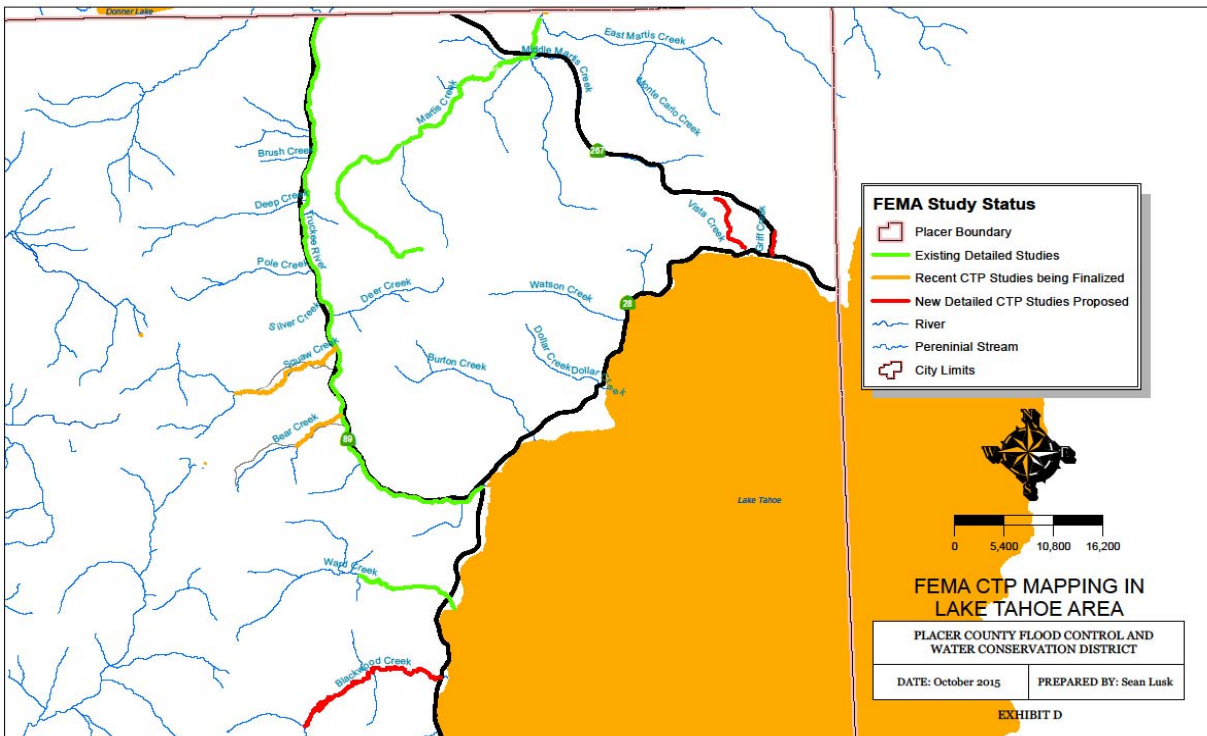 Donner Lake
East Martis Creek
Middle Martis Creek
Martis Creek
Monte Carlo Creek
Brush Creek
267
Deep Creek
Truckee River
Vista Creek
Griff Creek
Pole Creek
Deer Creek
Watson Creek
28
Silver Creek
Squaw Creek
Burton Creek
Dollar Creek
Dollar Creek
Bear Creek
89
Lake Tahoe
Ward Creek
Blackwood Creek
FEMA Study Status
Placer Boundary
Existing Detailed Studies
Recent CTP Studies being Finalized
New Detailed CTP Studies Proposed
River
Pereninial Stream
City Limits
0 5,400 10,800 16,200
FEMA CTP MAPPING IN
LAKE TAHOE AREA
PLACER COUNTY FLOOD CONTROL AND
WATER CONSERVATION DISTRICT
DATE: October 2015 PREPARED BY: Sean Lusk
EXHIBIT D